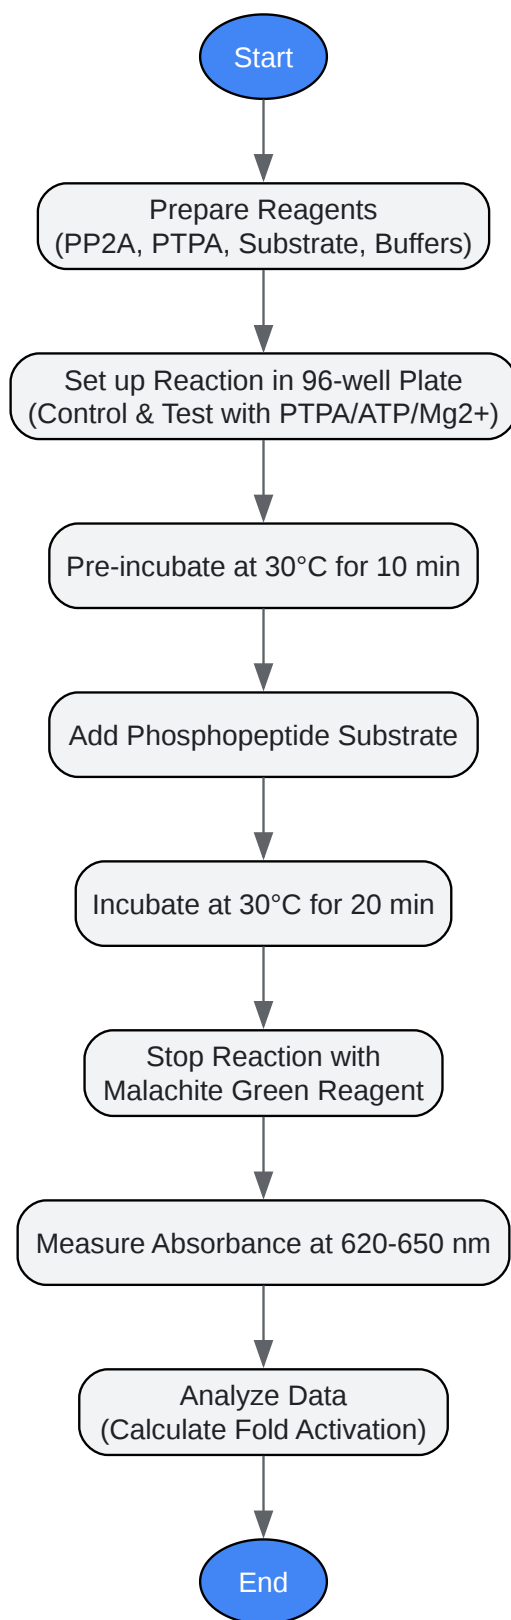 Start
Prepare Reagents
(PP2A, PTPA, Substrate, Buffers)
Set up Reaction in 96-well Plate
(Control & Test with PTPA/ATP/Mg2+)
Pre-incubate at 30°C for 10 min
Add Phosphopeptide Substrate
Incubate at 30°C for 20 min
Stop Reaction with
Malachite Green Reagent
Measure Absorbance at 620-650 nm
Analyze Data
(Calculate Fold Activation)
End